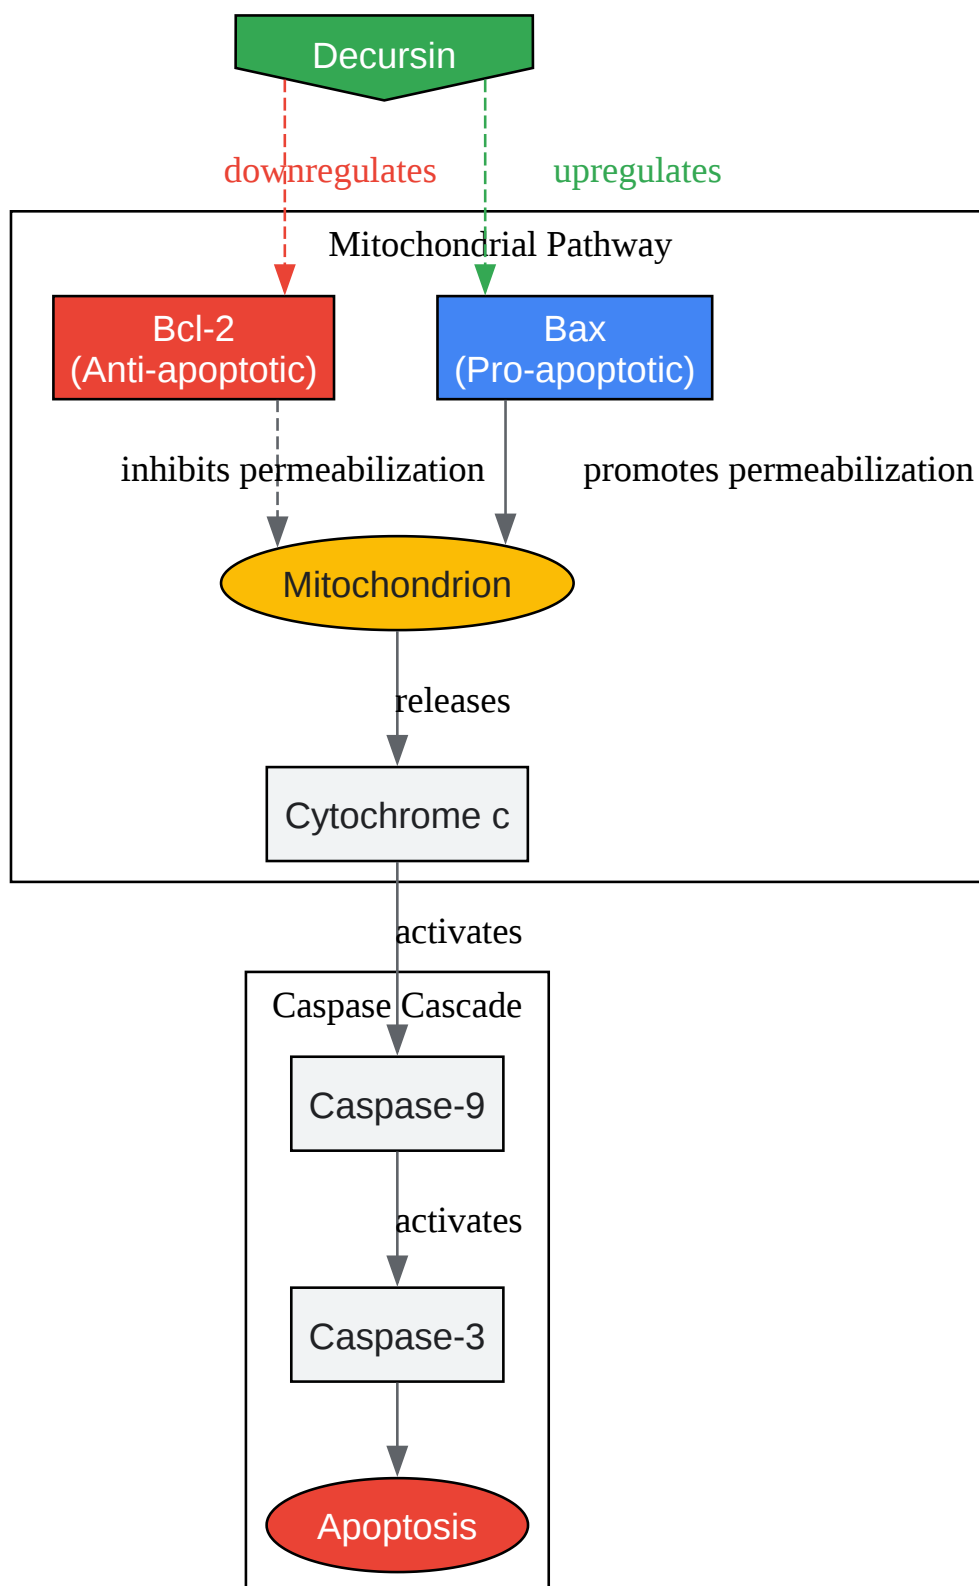 Decursin
downregulates
upregulates
Mitochondrial Pathway
Bcl-2
(Anti-apoptotic)
Bax
(Pro-apoptotic)
inhibits permeabilization
promotes permeabilization
Mitochondrion
releases
Cytochrome c
activates
Caspase Cascade
Caspase-9
activates
Caspase-3
Apoptosis